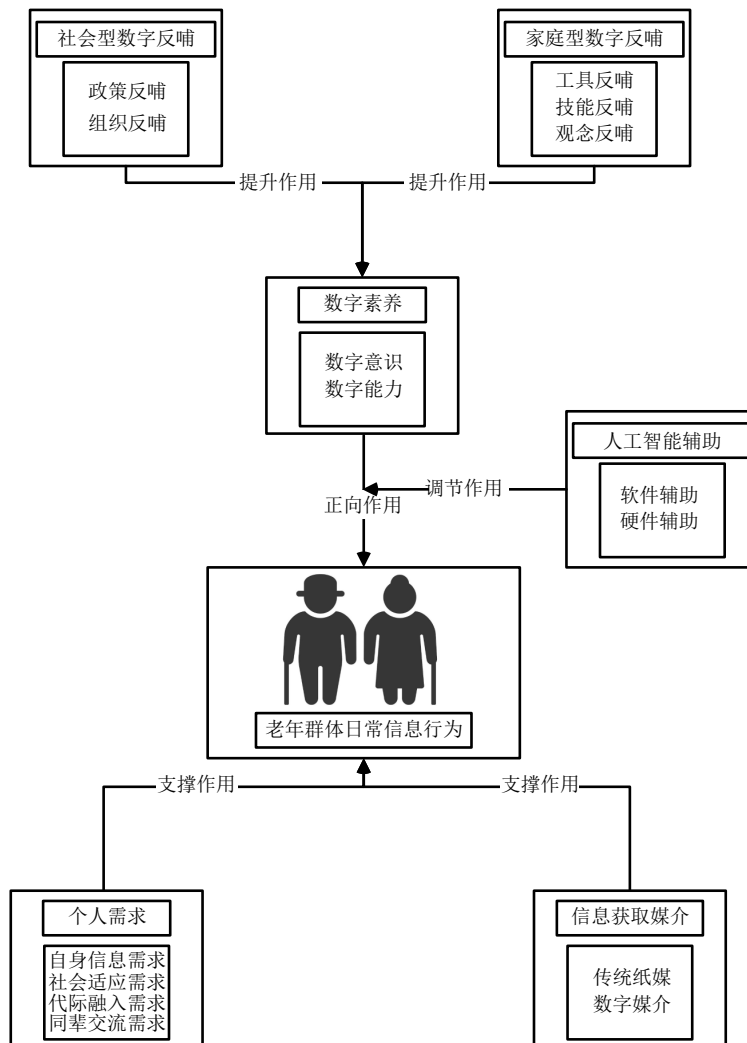 社会型数字反哺
政策反哺
组织反哺
家庭型数字反哺
工具反哺
技能反哺
观念反哺
提升作用
提升作用
数字素养
数字意识
数字能力
人工智能辅助
软件辅助
硬件辅助
调节作用
正向作用
老年群体日常信息行为
支撑作用
支撑作用
个人需求
自身信息需求
社会适应需求
代际融入需求
同辈交流需求
信息获取媒介
传统纸媒
数字媒介